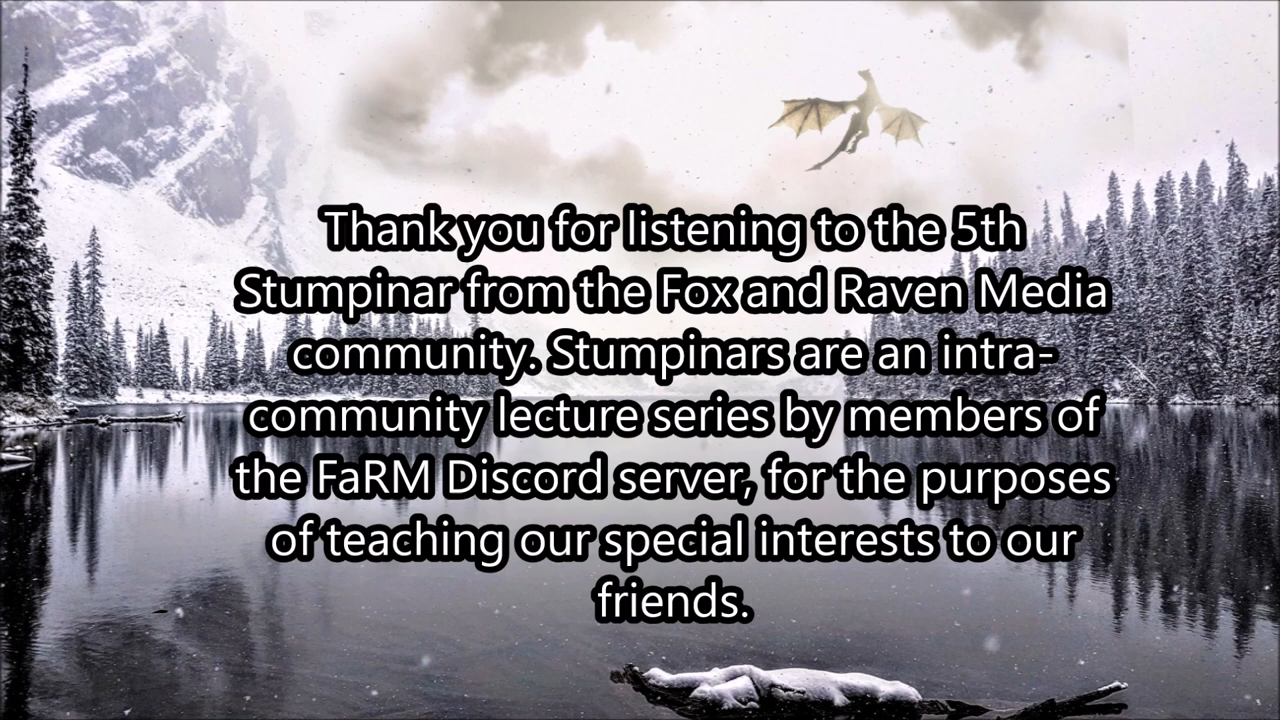 Thank you for listening to the 5th
Stumpinar from the Fox and Raven Media
community. Stumpinars are an intra-
community lecture series by members of
the FaRM Discord server, for the purposes
of teaching our special interests to our
friends.